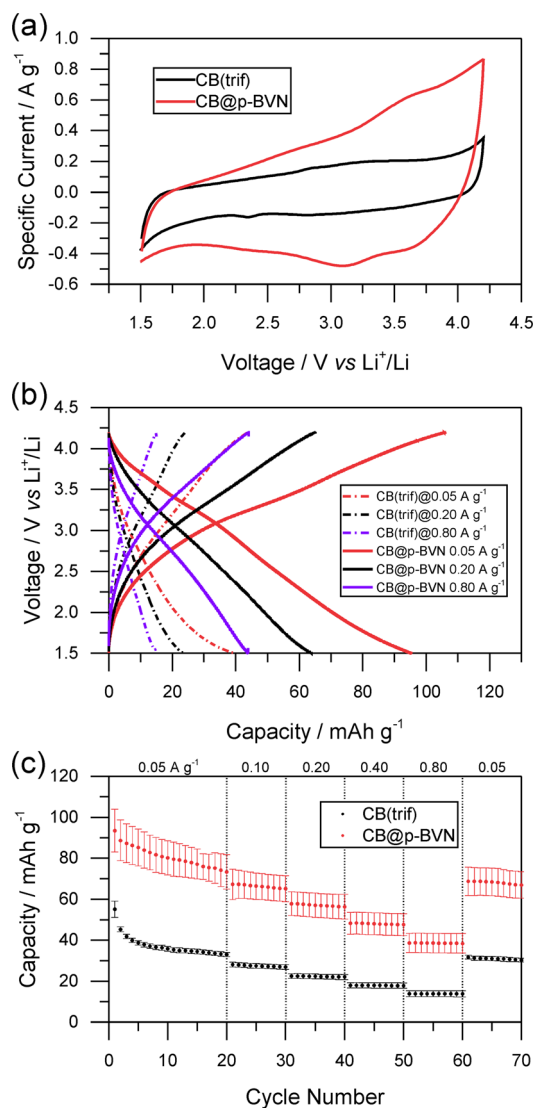 (a)
1.0
0.8
0.6
0.4
0.2
0.0
-0.2
-0.4
-0.6
Specific Current / A g⁻¹
CB(trif)
CB@p-BVN
1.5 2.0 2.5 3.0 3.5 4.0 4.5
Voltage / V vs Li⁺/Li
(b)
4.5
4.0
3.5
3.0
2.5
2.0
1.5
Voltage / V vs Li⁺/Li
CB(trif)@0.05 A g⁻¹
CB(trif)@0.20 A g⁻¹
CB(trif)@0.80 A g⁻¹
CB@p-BVN 0.05 A g⁻¹
CB@p-BVN 0.20 A g⁻¹
CB@p-BVN 0.80 A g⁻¹
0 20 40 60 80 100 120
Capacity / mAh g⁻¹
(c)
0.05 A g⁻¹ 0.10 0.20 0.40 0.80 0.05
120
100
80
60
40
20
0
Capacity / mAh g⁻¹
CB(trif)
CB@p-BVN
0 10 20 30 40 50 60 70
Cycle Number